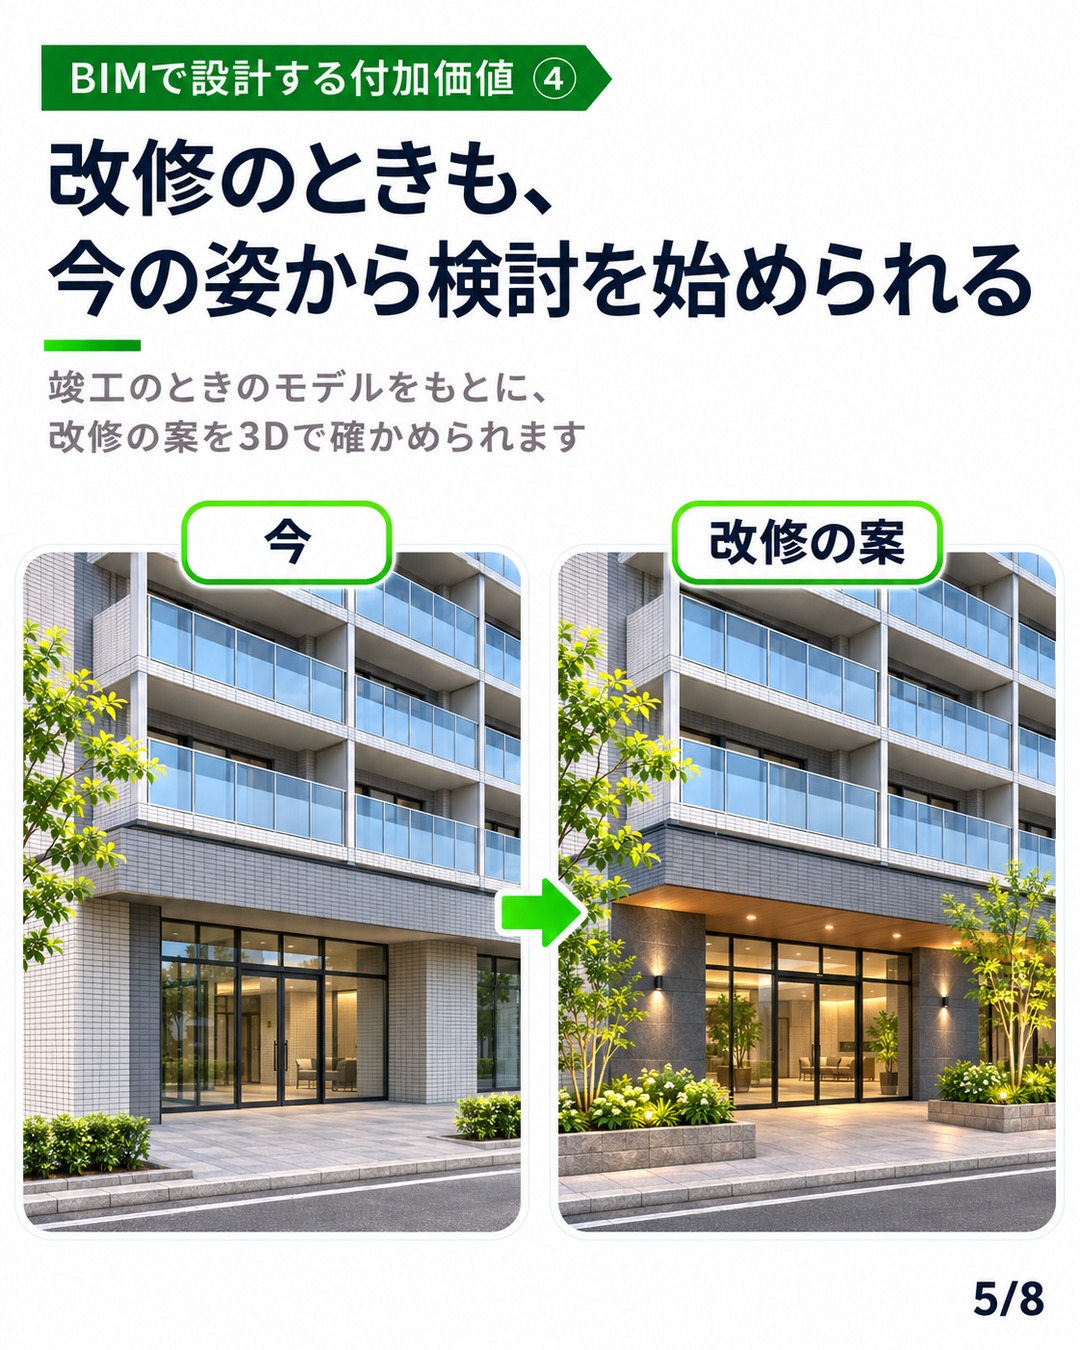 BIMで設計する付加価値 ④
改修のときも、
今の姿から検討を始められる
竣工のときのモデルをもとに、
改修の案を3Dで確かめられます
今
改修の案
5/8